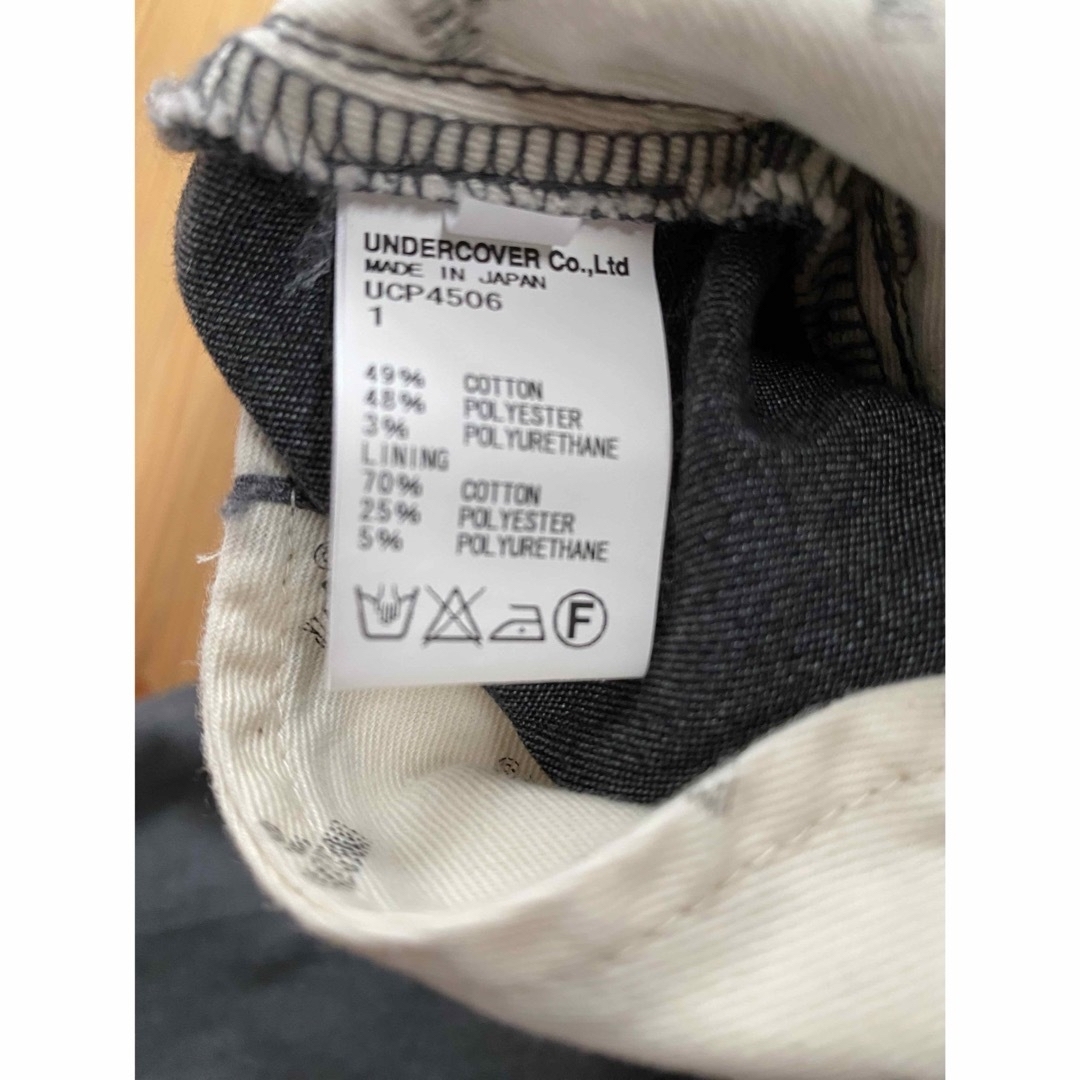 UNDERCOVER Co.,Ltd
MADE IN JAPAN
UCP4506
1
49% COTTON
48% POLYESTER
3% POLYURETHANE
LINING
70% COTTON
25% POLYESTER
5% POLYURETHANE
F